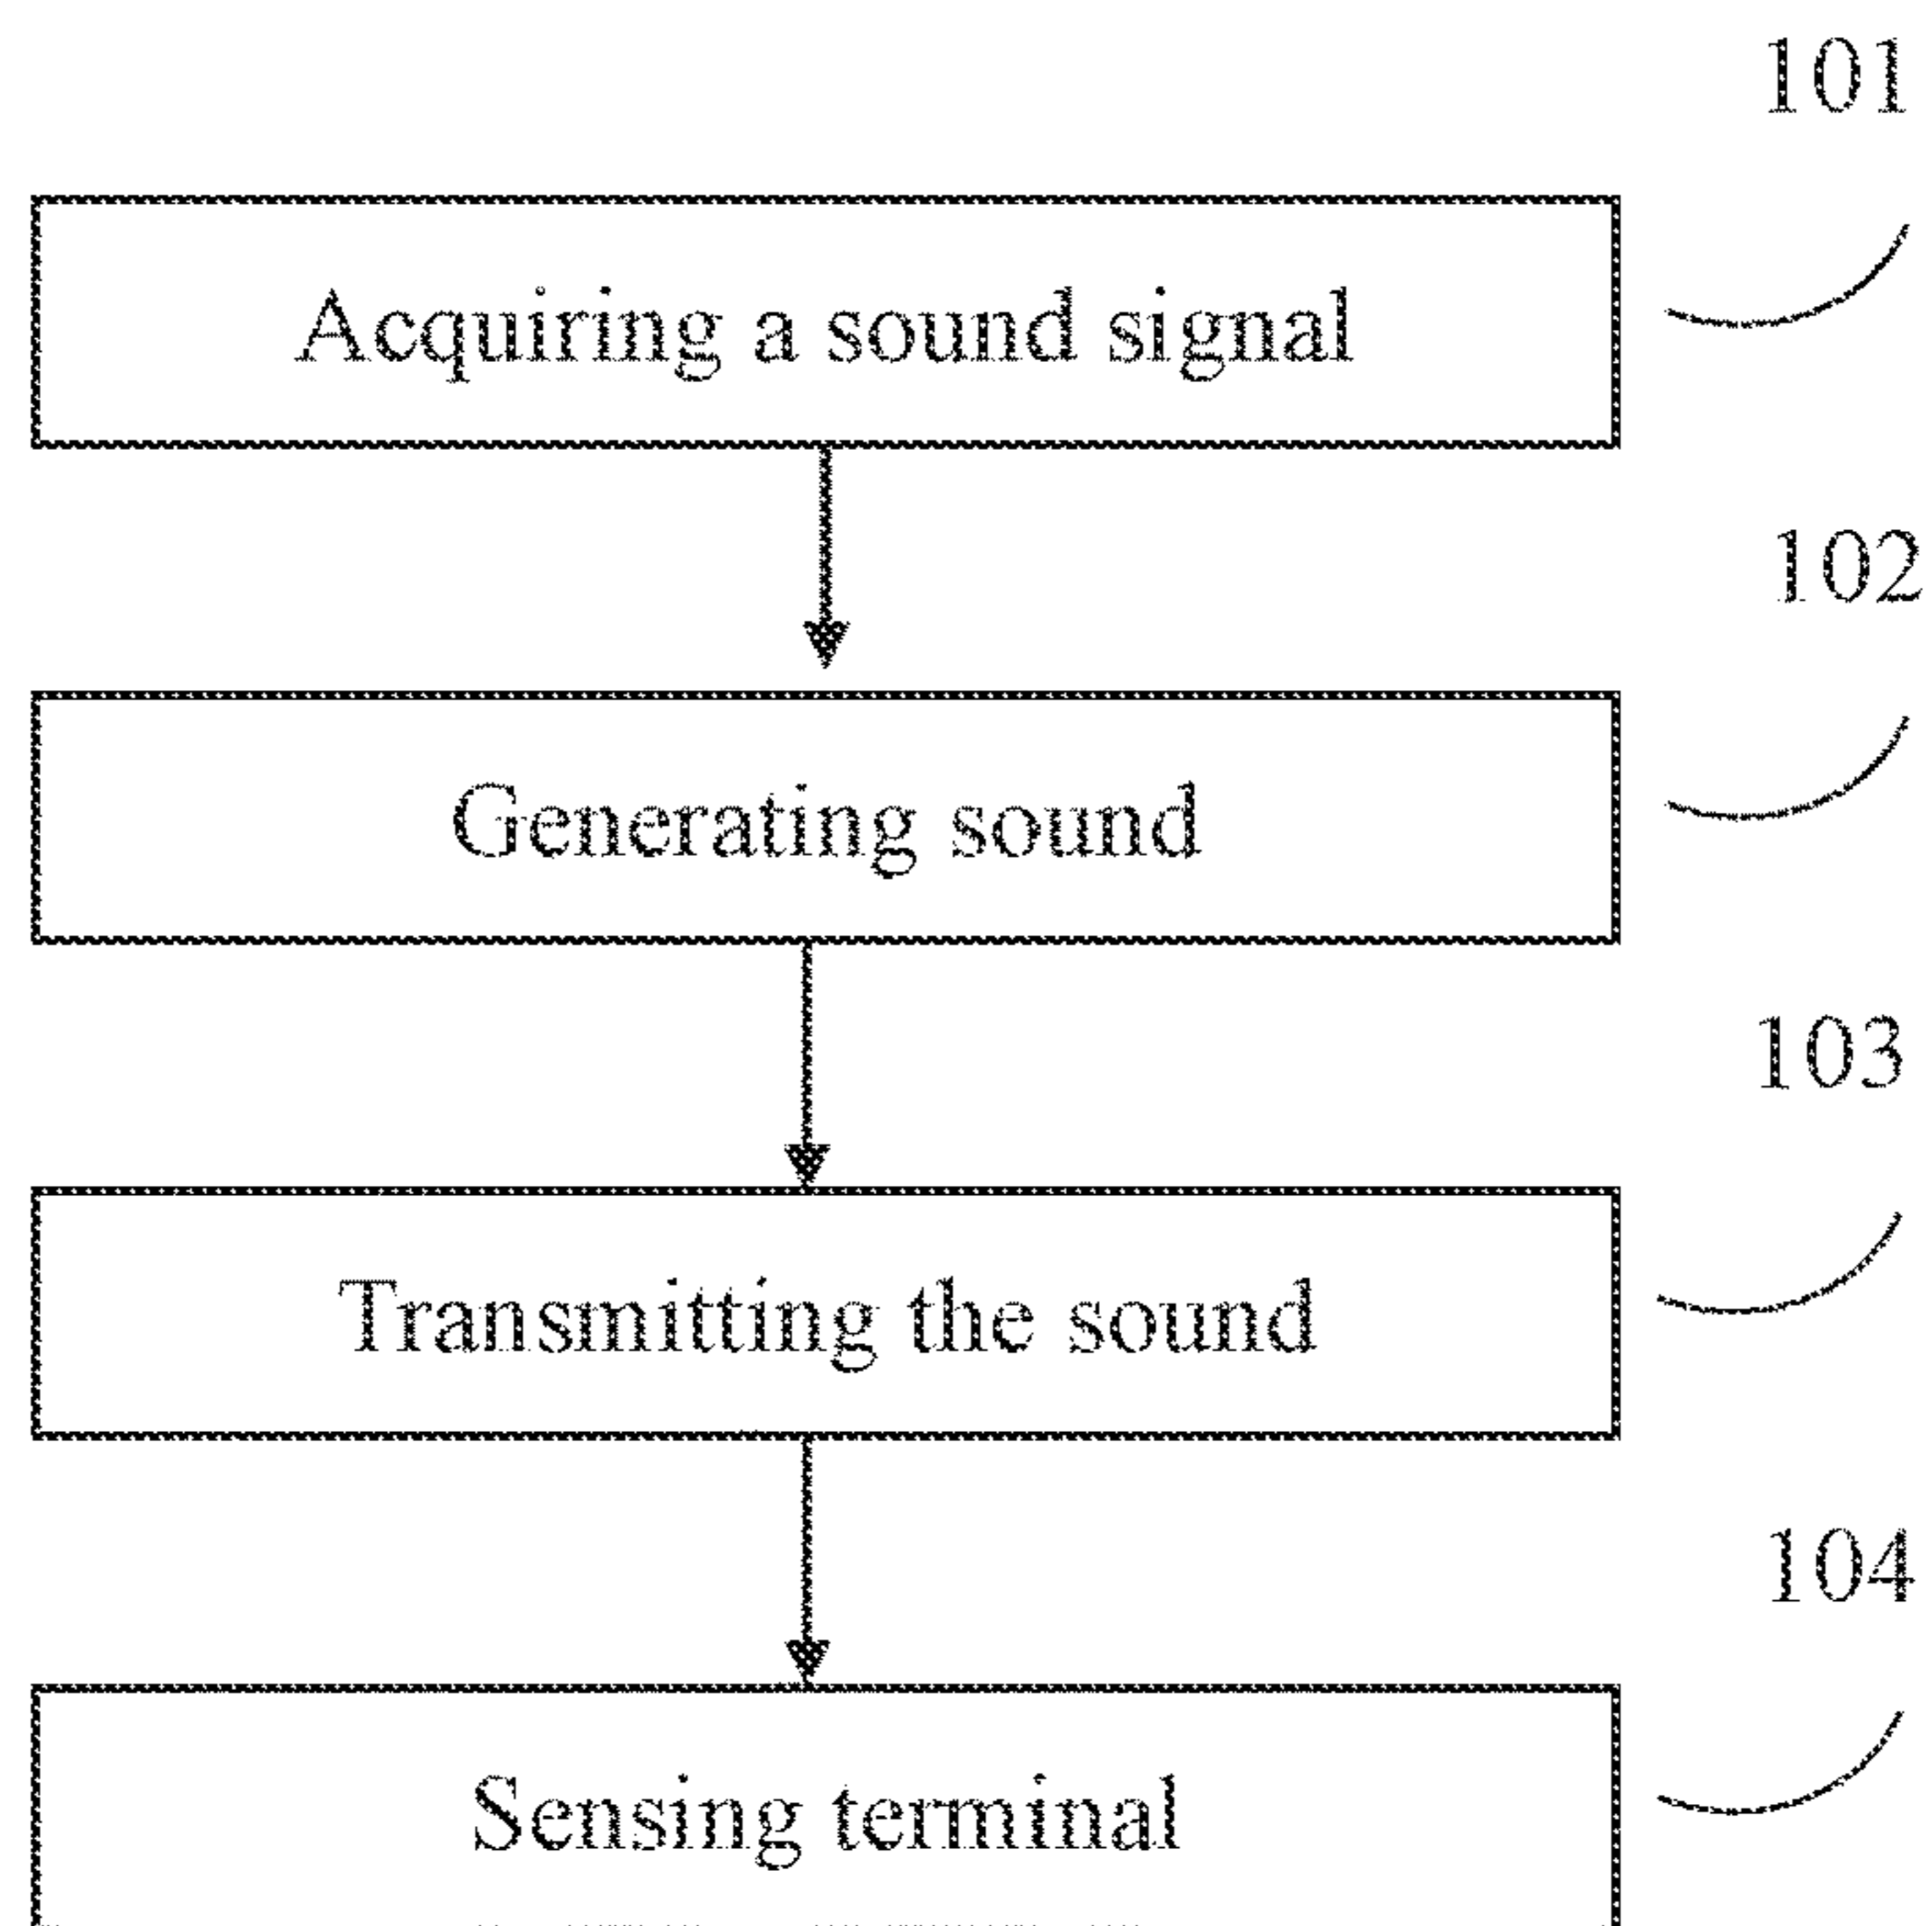 101
Acquiring a sound signal
102
Generating sound
103
Transmitting the sound
104
Sensing terminal